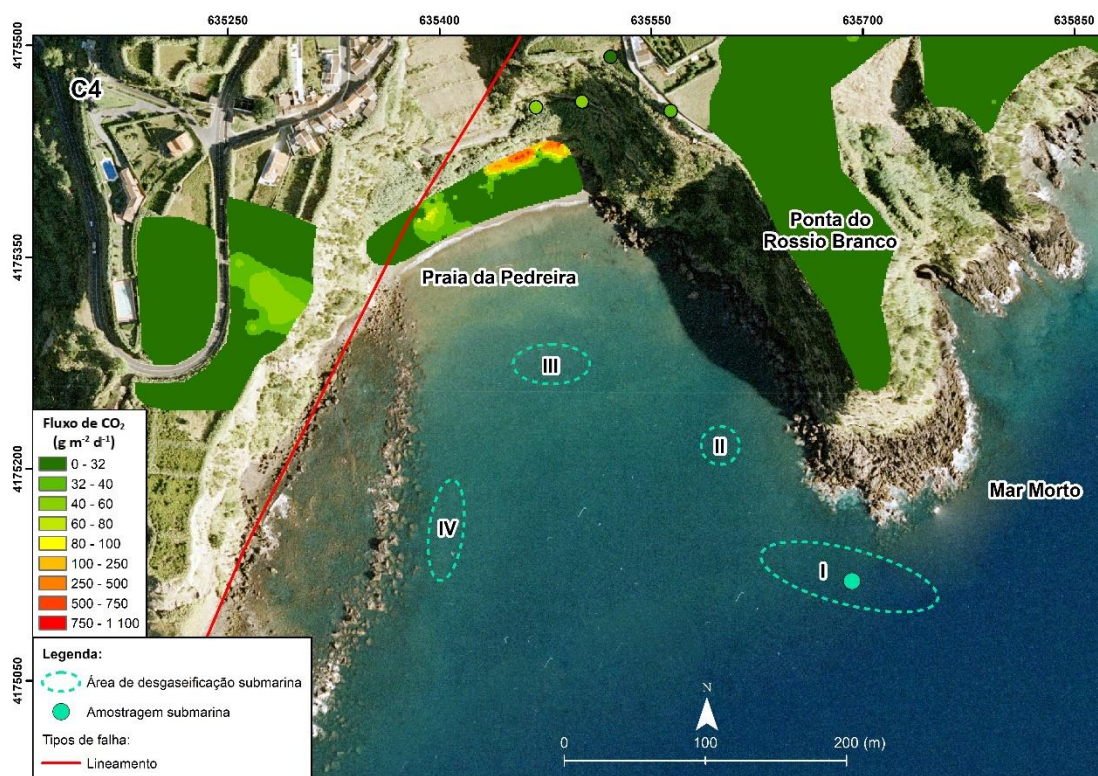 635250
635400
635550
635700
635850
4175500
4175350
4175200
4175050
C4
Ponta do
Rossio Branco
Praia da Pedreira
III
II
Mar Morto
IV
I
Fluxo de CO₂
(g m⁻² d⁻¹)
0 - 32
32 - 40
40 - 60
60 - 80
80 - 100
100 - 250
250 - 500
500 - 750
750 - 1 100
Legenda:
Área de desgaseificação submarina
Amostragem submarina
Tipos de falha:
Lineamento
N
0 100 200 (m)